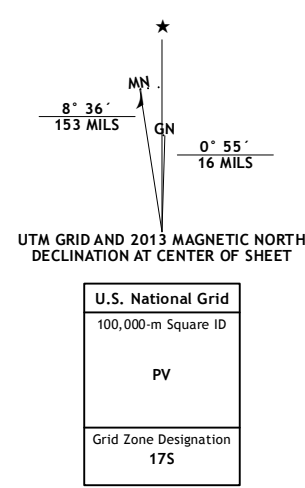 ★
MN
8° 36´
153 MILS
GN
0° 55´
16 MILS
UTM GRID AND 2013 MAGNETIC NORTH
DECLINATION AT CENTER OF SHEET
U.S. National Grid
100,000-m Square ID
PV
Grid Zone Designation
17S